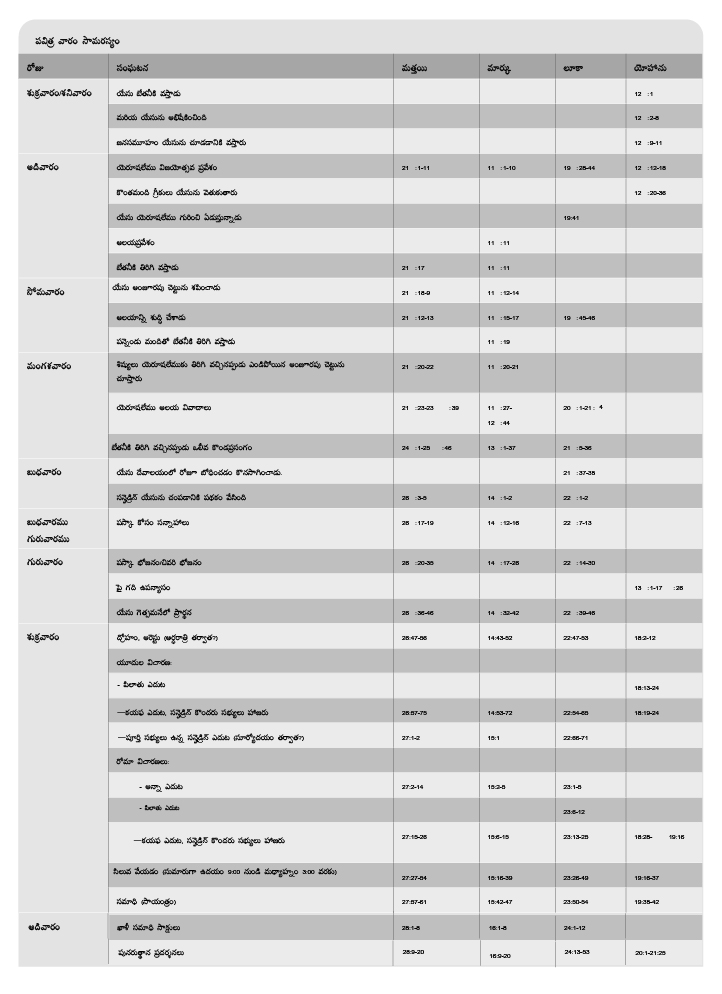 పవిత్ర వారం సామరస్యం
రోజు సంఘటన మత్తయి మార్కు లూకా యోహాను
శుక్రవారం/శనివారం యేసు బేతనీకి వస్తాడు 12 :1
మరియ యేసును అభిషేకించింది 12 :2-8
జనసమూహం యేసును చూడడానికి వస్తారు 12 :9-11
ఆదివారం యెరూషలేము విజయోత్సవ ప్రవేశం 21 :1-11 11 :1-10 19 :28-44 12 :12-18
కొంతమంది గ్రీకులు యేసును వెతుకుతారు 12 :20-36
యేసు యెరూషలేము గురించి ఏడుస్తున్నాడు 19:41
ఆలయప్రవేశం 11 :11
బేతనీకి తిరిగి వస్తాడు 21 :17 11 :11
సోమవారం యేసు అంజూరపు చెట్టును శపించాడు 21 :18-9 11 :12-14
ఆలయాన్ని శుద్ధి చేశాడు 21 :12-13 11 :15-17 19 :45-46
పన్నెండు మందితో బేతనీకి తిరిగి వస్తాడు 11 :19
మంగళవారం శిష్యులు యెరూషలేముకు తిరిగి వచ్చినప్పుడు ఎండిపోయిన అంజూరపు చెట్టును 21 :20-22 11 :20-21
చూస్తారు
యెరూషలేము ఆలయ వివాదాలు 21 :23-23 :39 11 :27- 20 :1-21: 4
12 :44
బేతనీకి తిరిగి వచ్చినప్పుడు ఒలీవ కొండప్రసంగం 24 :1-25 :46 13 :1-37 21 :5-36
బుధవారం యేసు దేవాలయంలో రోజూ బోధించడం కొనసాగించాడు. 21 :37-38
సన్హెడ్రిన్ యేసును చంపడానికి పథకం వేసింది 26 :3-5 14 :1-2 22 :1-2
బుధవారము పస్కా కోసం సన్నాహాలు 26 :17-19 14 :12-16 22 :7-13
గురువారము
గురువారం పస్కా భోజనం/చివరి భోజనం 26 :20-35 14 :17-26 22 :14-30
పై గది ఉపన్యాసం 13 :1-17 :26
యేసు గెత్సమనేలో ప్రార్థన 26 :36-46 14 :32-42 22 :39-46
శుక్రవారం ద్రోహం, అరెస్టు (అర్ధరాత్రి తర్వాత?) 26:47-56 14:43-52 22:47-53 18:2-12
యూదుల విచారణ:
- పిలాతు ఎదుట 18:13-24
—కయప ఎదుట, సన్హెడ్రిన్ కొందరు సభ్యులు హాజరు 26:57-75 14:53-72 22:54-65 18:19-24
—పూర్తి సభ్యులు ఉన్న సన్హెడ్రిన్ ఎదుట (సూర్యోదయం తర్వాత?) 27:1-2 15:1 22:66-71
రోమా విచారణలు:
- అన్నా ఎదుట 27:2-14 15:2-5 23:1-5
- పిలాతు ఎదుట 23:6-12
—కయప ఎదుట, సన్హెడ్రిన్ కొందరు సభ్యులు హాజరు 27:15-26 15:6-15 23:13-25 18:28- 19:16
సిలువ వేయడం (సుమారుగా ఉదయం 9:00 నుండి మధ్యాహ్నం 3:00 వరకు) 27:27-54 15:16-39 23:26-49 19:16-37
సమాధి (సాయంత్రం) 27:57-61 15:42-47 23:50-54 19:38-42
ఆదివారం ఖాళీ సమాధి సాక్షులు 28:1-8 16:1-8 24:1-12
పునరుత్థాన ప్రదర్శనలు 28:9-20 16:9-20 24:13-53 20:1-21:25